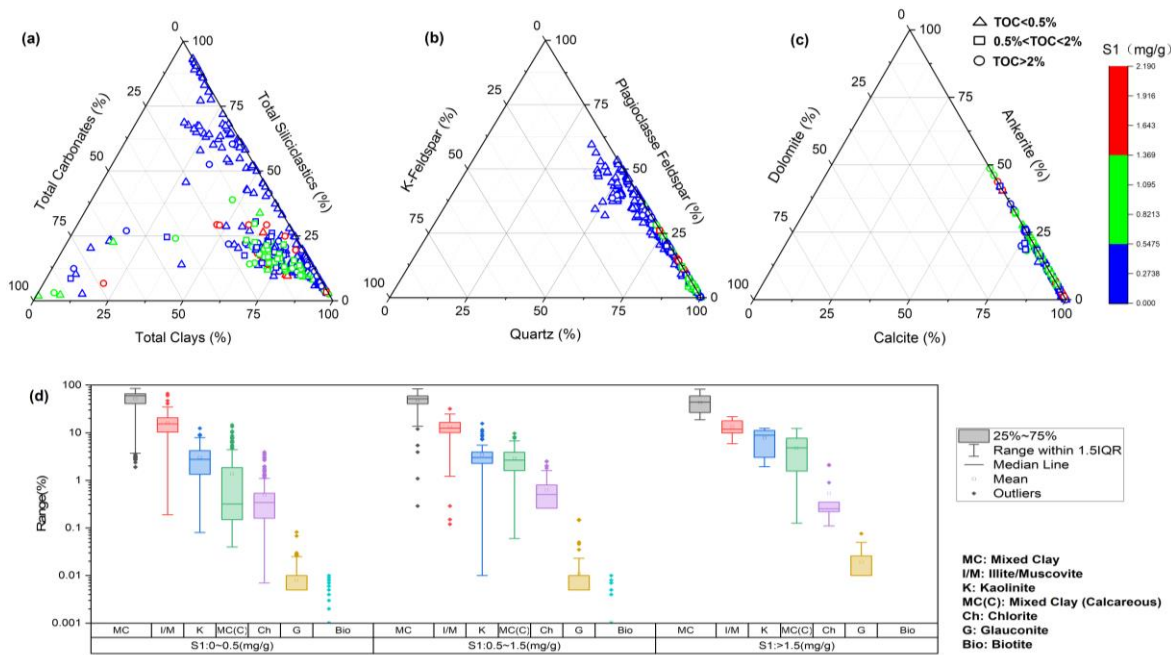 (a)
0
100
25
75
50
50
75
25
100
0
Total Carbonates (%)
Total Siliciclastics (%)
0
25
50
75
100
Total Clays (%)
(b)
0
100
25
75
50
50
75
25
100
0
K-Feldspar (%)
Plagioclasse Feldspar (%)
0
25
50
75
100
Quartz (%)
(c)
0
100
25
75
50
50
75
25
100
0
Dolomite (%)
Ankerite (%)
0
25
50
75
100
Calcite (%)
TOC<0.5%
0.5%<TOC<2%
TOC>2%
S1 (mg/g)
2.190
1.643
1.369
1.095
0.8213
0.5475
0.2738
0.000
(d)
Range(%)
100
10
1
0.1
0.01
0.001
MC I/M K MC(C) Ch G Bio MC I/M K MC(C) Ch G Bio MC I/M K MC(C) Ch G Bio
S1:0~0.5(mg/g) S1:0.5~1.5(mg/g) S1:>1.5(mg/g)
25%~75%
Range within 1.5IQR
Median Line
Mean
Outliers
MC: Mixed Clay
I/M: Illite/Muscovite
K: Kaolinite
MC(C): Mixed Clay (Calcareous)
Ch: Chlorite
G: Glauconite
Bio: Biotite